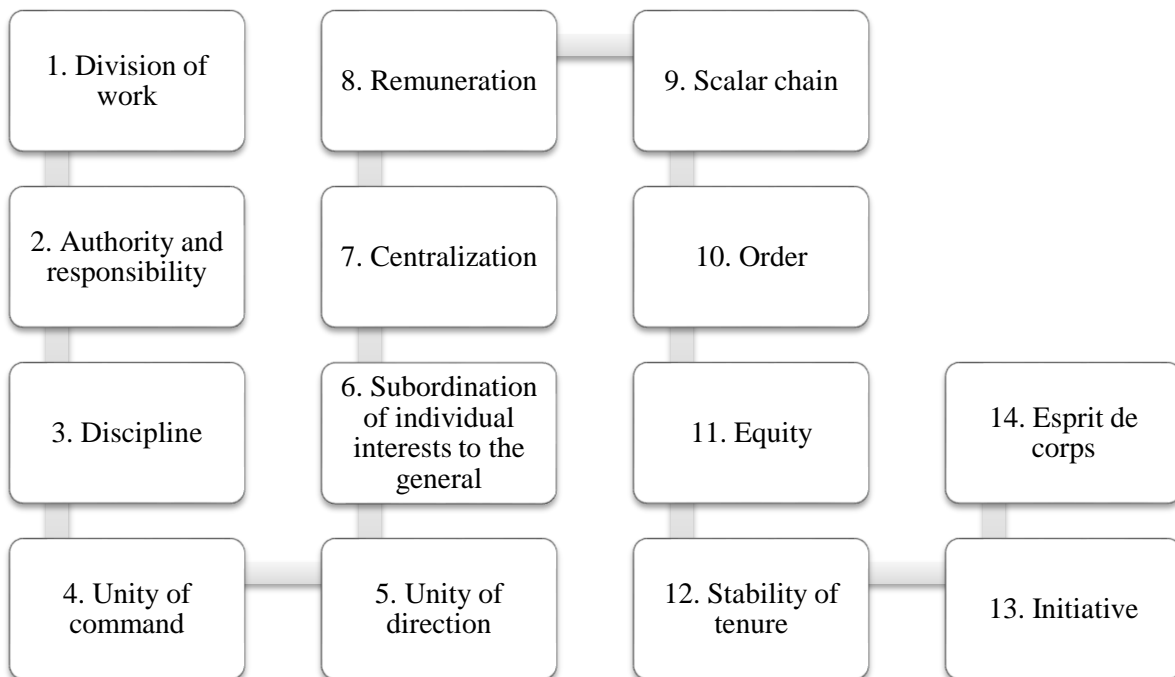 1. Division of
work
2. Authority and
responsibility
3. Discipline
4. Unity of
command
5. Unity of
direction
6. Subordination
of individual
interests to the
general
7. Centralization
8. Remuneration
9. Scalar chain
10. Order
11. Equity
12. Stability of
tenure
13. Initiative
14. Esprit de
corps